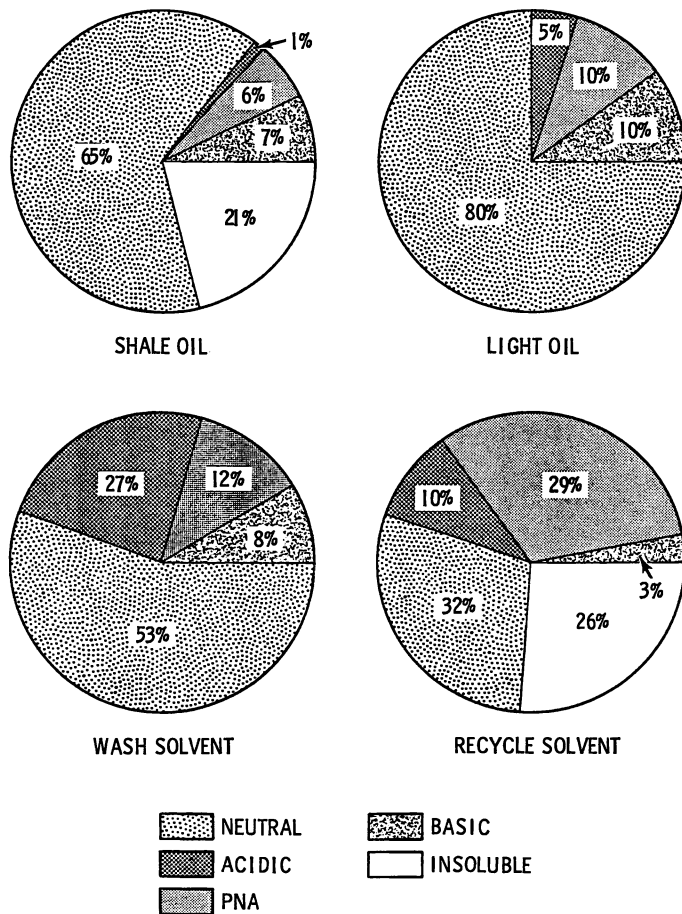 1%
5%
6%
10%
7%
10%
65%
21%
80%
SHALE OIL
LIGHT OIL
27%
12%
10%
29%
8%
3%
53%
32%
26%
WASH SOLVENT
RECYCLE SOLVENT
NEUTRAL
BASIC
ACIDIC
INSOLUBLE
PNA